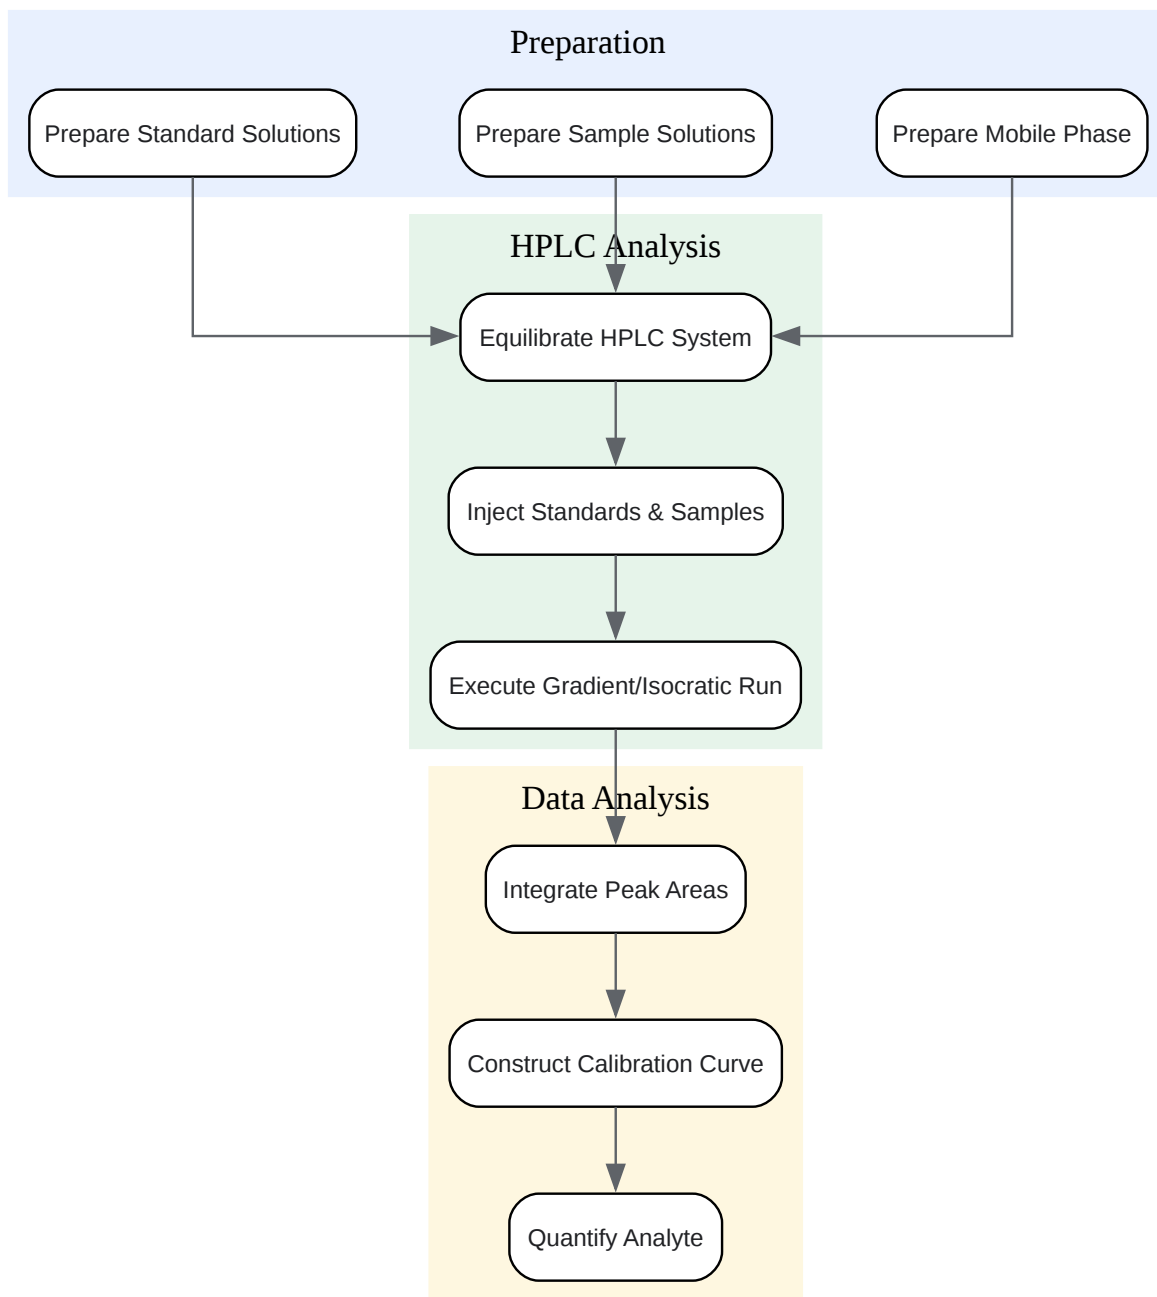 Preparation
Prepare Standard Solutions
Prepare Sample Solutions
Prepare Mobile Phase
HPLC Analysis
Equilibrate HPLC System
Inject Standards & Samples
Execute Gradient/Isocratic Run
Data Analysis
Integrate Peak Areas
Construct Calibration Curve
Quantify Analyte